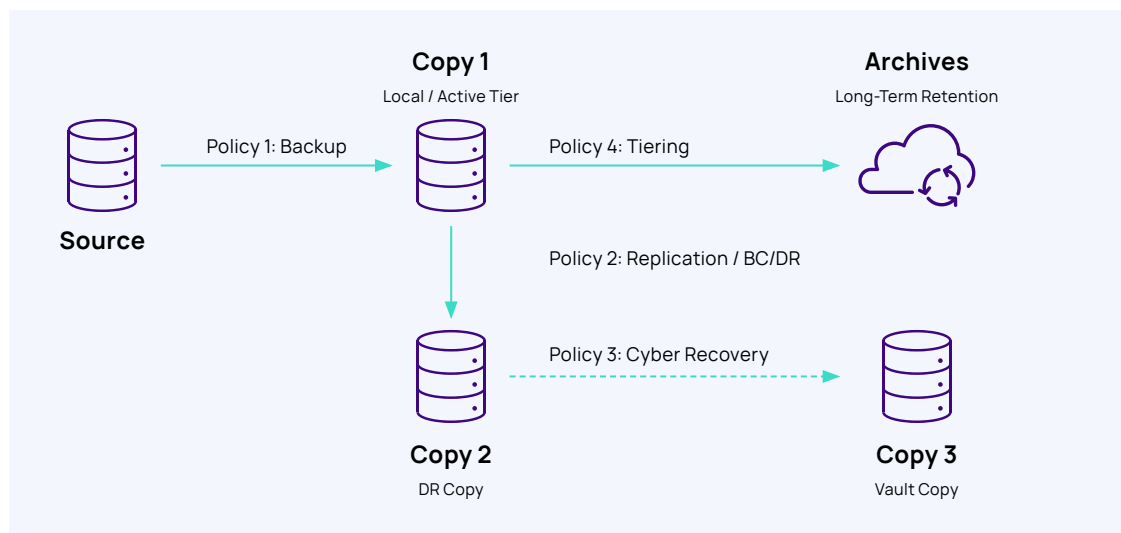 Copy 1
Local / Active Tier
Archives
Long-Term Retention
Policy 1: Backup
Policy 4: Tiering
Source
Policy 2: Replication / BC/DR
Policy 3: Cyber Recovery
Copy 2
DR Copy
Copy 3
Vault Copy